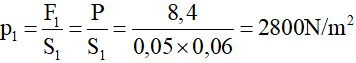 p₁ = F₁/S₁ = P/S₁ = 8,4/(0,05×0,06) = 2800N/m²